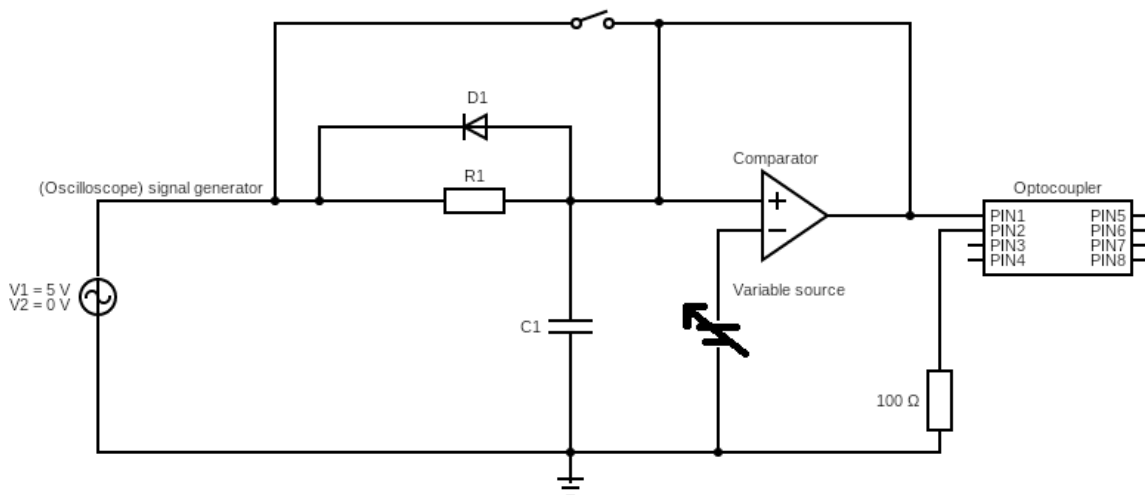 D1
Comparator
R1
(Oscilloscope) signal generator
Optocoupler
PIN1
PIN2
PIN3
PIN4
PIN5
PIN6
PIN7
PIN8
V1 = 5 V
V2 = 0 V
Variable source
C1
100 Ω